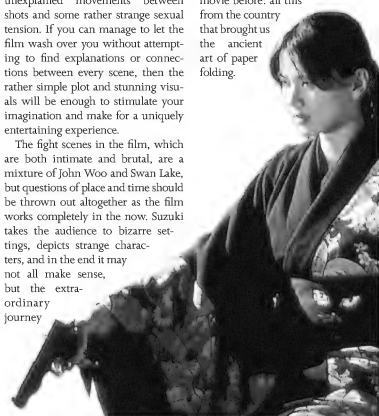 unexplained movements between
shots and some rather strange sexual
tension. If you can manage to let the
film wash over you without attempt-
ing to find explanations or connec-
tions between every scene, then the
rather simple plot and stunning visu-
als will be enough to stimulate your
imagination and make for a uniquely
entertaining experience.
The fight scenes in the film, which
are both intimate and brutal, are a
mixture of John Woo and Swan Lake,
but questions of place and time should
be thrown out altogether as the film
works completely in the now. Suzuki
takes the audience to bizarre set-
tings, depicts strange charac-
ters, and in the end it may
not all make sense,
but the extra-
ordinary
journey
movie before: all this
from the country
that brought us
the ancient
art of paper
folding.